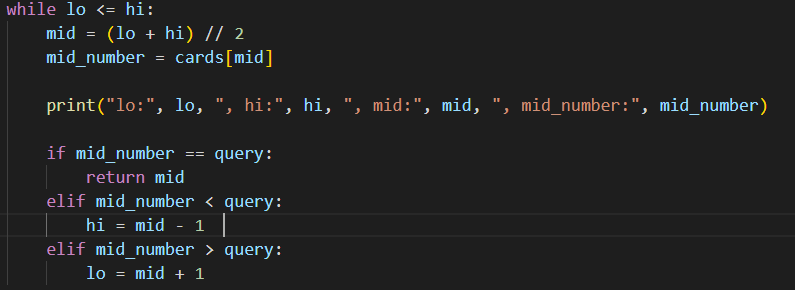 while lo <= hi:
    mid = (lo + hi) // 2
    mid_number = cards[mid]
    print("lo:", lo, ", hi:", hi, ", mid:", mid, ", mid_number:", mid_number)
    if mid_number == query:
        return mid
    elif mid_number < query:
        hi = mid - 1
    elif mid_number > query:
        lo = mid + 1